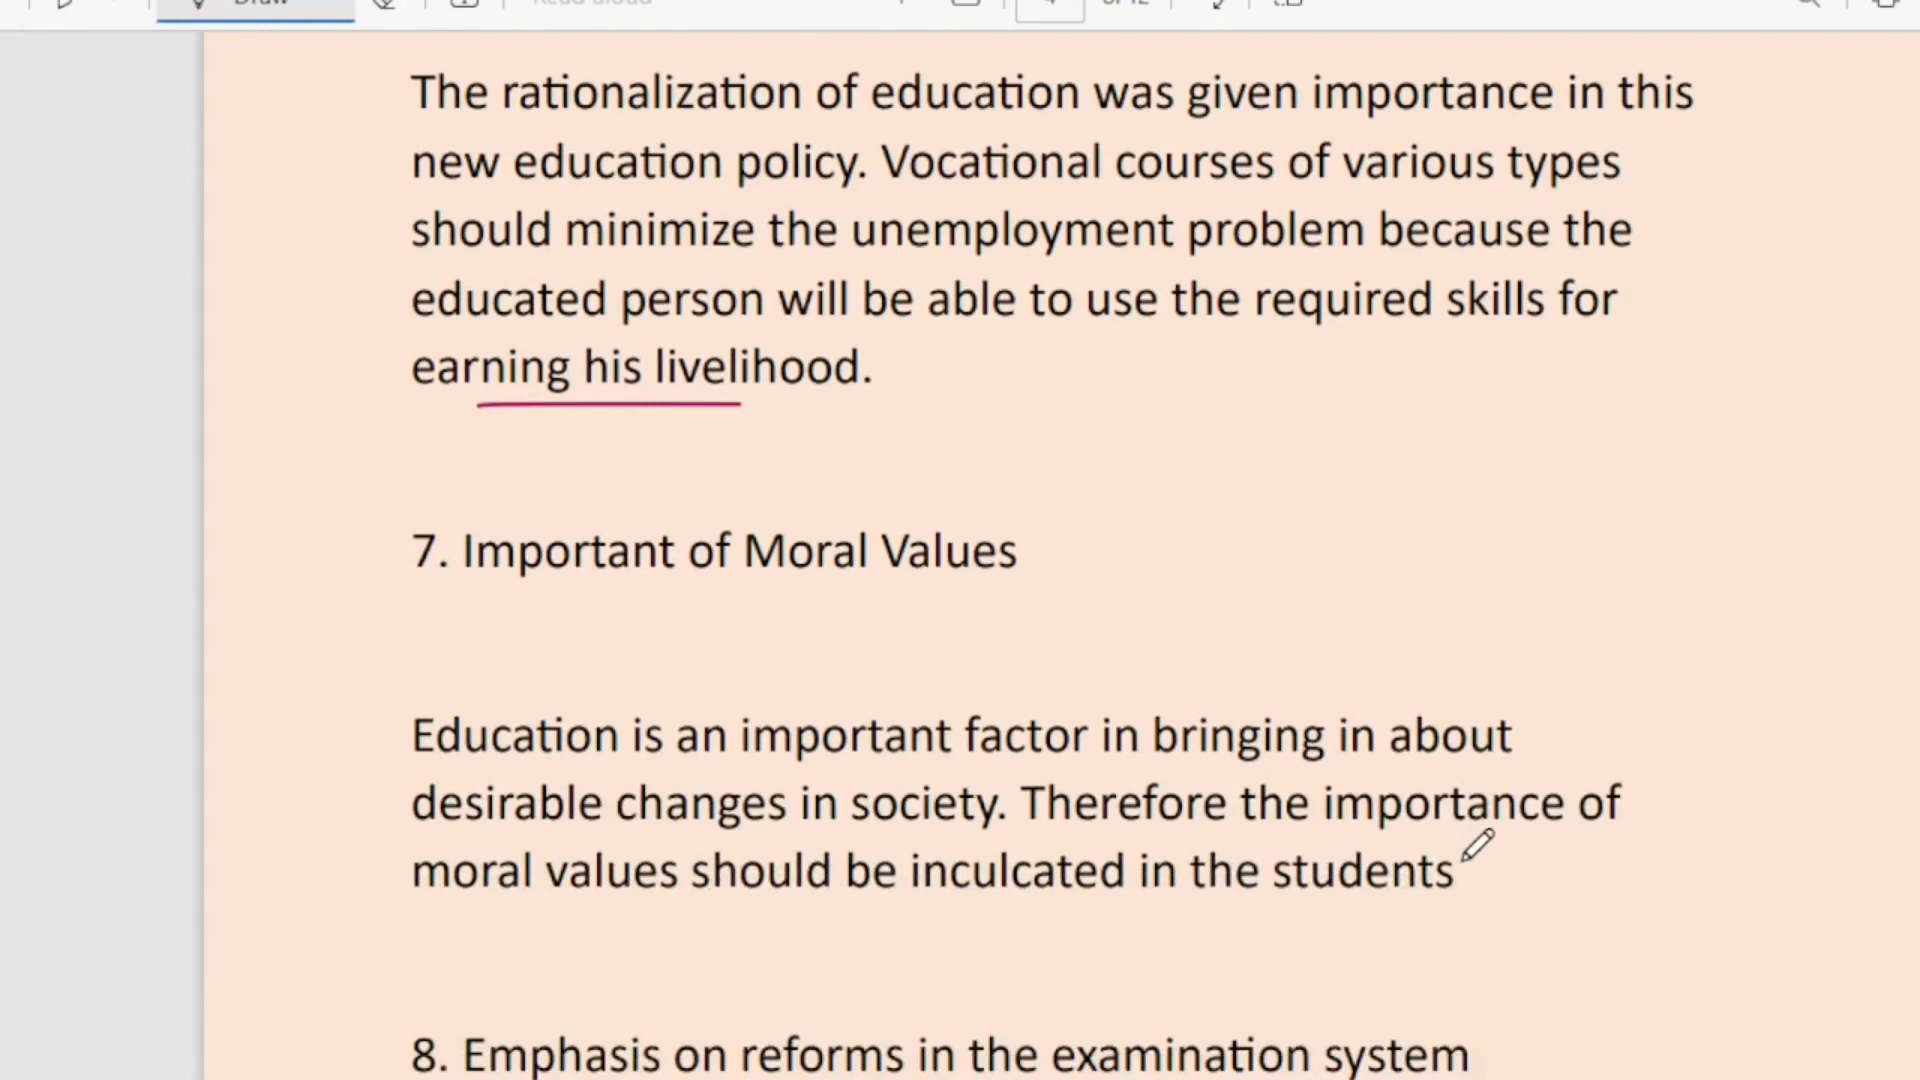 The rationalization of education was given importance in this
new education policy. Vocational courses of various types
should minimize the unemployment problem because the
educated person will be able to use the required skills for
earning his livelihood.
7. Important of Moral Values
Education is an important factor in bringing in about
desirable changes in society. Therefore the importance of
moral values should be inculcated in the students
8. Emphasis on reforms in the examination system